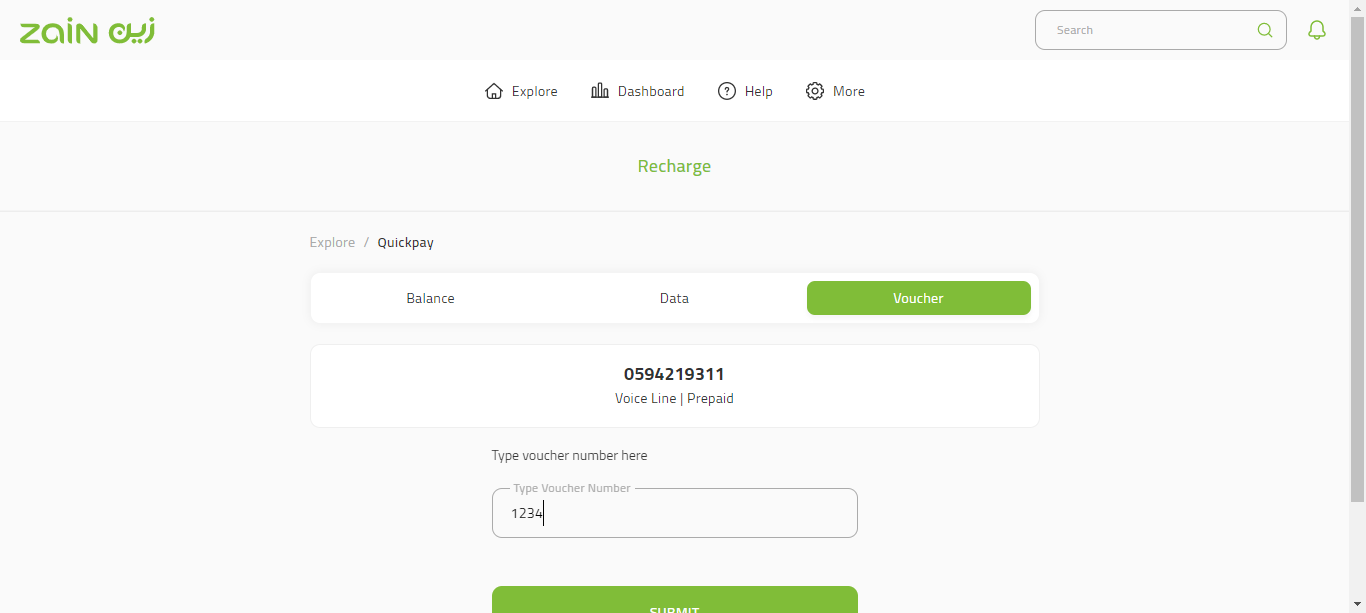 zain زين
Search
Explore Dashboard Help More
Recharge
Explore / Quickpay
Balance Data Voucher
0594219311
Voice Line | Prepaid
Type voucher number here
Type Voucher Number
1234
SUBMIT